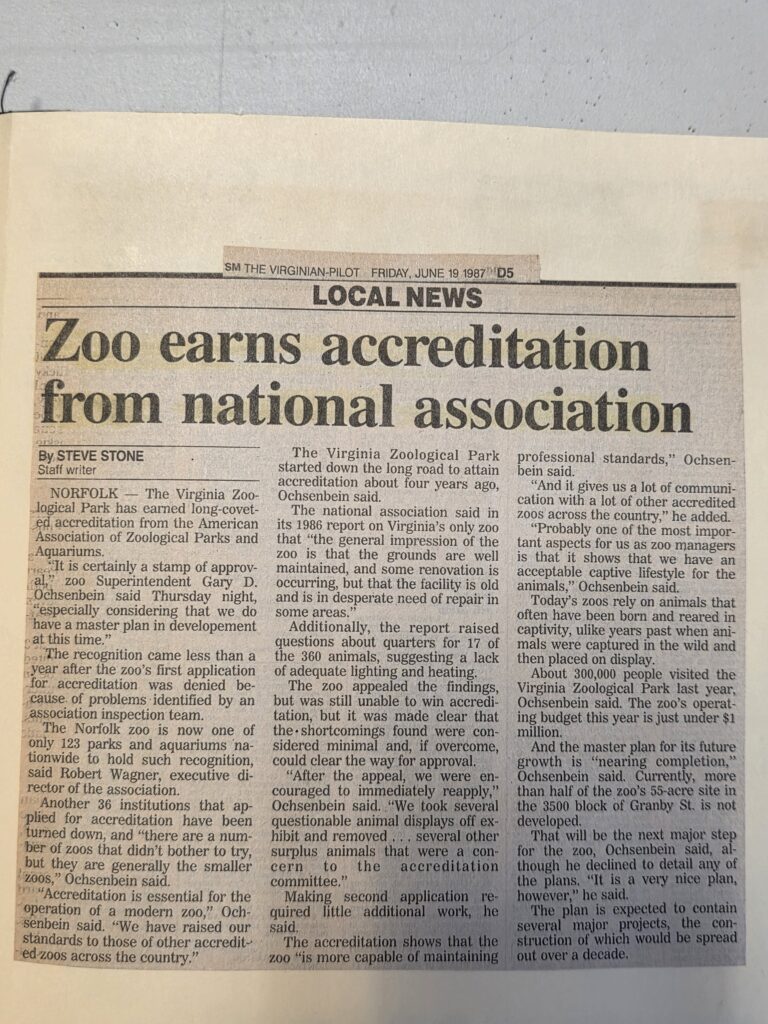 SM THE VIRGINIAN-PILOT FRIDAY, JUNE 19 1987 TH D5
LOCAL NEWS
Zoo earns accreditation
from national association
By STEVE STONE
Staff writer
NORFOLK — The Virginia Zoo-
logical Park has earned long-covet-
ed accreditation from the American
Association of Zoological Parks and
Aquariums.
"It is certainly a stamp of approv-
al," zoo Superintendent Gary D.
Ochsenbein said Thursday night,
"especially considering that we do
have a master plan in developement
at this time."
The recognition came less than a
year after the zoo's first application
for accreditation was denied be-
cause of problems identified by an
association inspection team.
The Norfolk zoo is now one of
only 123 parks and aquariums na-
tionwide to hold such recognition,
said Robert Wagner, executive di-
rector of the association.
Another 36 institutions that ap-
plied for accreditation have been
turned down, and "there are a num-
ber of zoos that didn't bother to try,
but they are generally the smaller
zoos," Ochsenbein said.
"Accreditation is essential for the
operation of a modern zoo," Och-
senbein said. "We have raised our
standards to those of other accredit-
ed zoos across the country."
The Virginia Zoological Park
started down the long road to attain
accreditation about four years ago,
Ochsenbein said.
The national association said in
its 1986 report on Virginia's only zoo
that "the general impression of the
zoo is that the grounds are well
maintained, and some renovation is
occurring, but that the facility is old
and is in desperate need of repair in
some areas."
Additionally, the report raised
questions about quarters for 17 of
the 360 animals, suggesting a lack
of adequate lighting and heating.
The zoo appealed the findings,
but was still unable to win accredi-
tation, but it was made clear that
the shortcomings found were con-
sidered minimal and, if overcome,
could clear the way for approval.
"After the appeal, we were en-
couraged to immediately reapply,"
Ochsenbein said. "We took several
questionable animal displays off ex-
hibit and removed . . . several other
surplus animals that were a con-
cern to the accreditation
committee."
Making second application re-
quired little additional work, he
said.
The accreditation shows that the
zoo "is more capable of maintaining
professional standards," Ochsen-
bein said.
"And it gives us a lot of communi-
cation with a lot of other accredited
zoos across the country," he added.
"Probably one of the most impor-
tant aspects for us as zoo managers
is that it shows that we have an
acceptable captive lifestyle for the
animals," Ochsenbein said.
Today's zoos rely on animals that
often have been born and reared in
captivity, ulike years past when ani-
mals were captured in the wild and
then placed on display.
About 300,000 people visited the
Virginia Zoological Park last year,
Ochsenbein said. The zoo's operat-
ing budget this year is just under $1
million.
And the master plan for its future
growth is "nearing completion,"
Ochsenbein said. Currently, more
than half of the zoo's 55-acre site in
the 3500 block of Granby St. is not
developed.
That will be the next major step
for the zoo, Ochsenbein said, al-
though he declined to detail any of
the plans. "It is a very nice plan,
however," he said.
The plan is expected to contain
several major projects, the con-
struction of which would be spread
out over a decade.